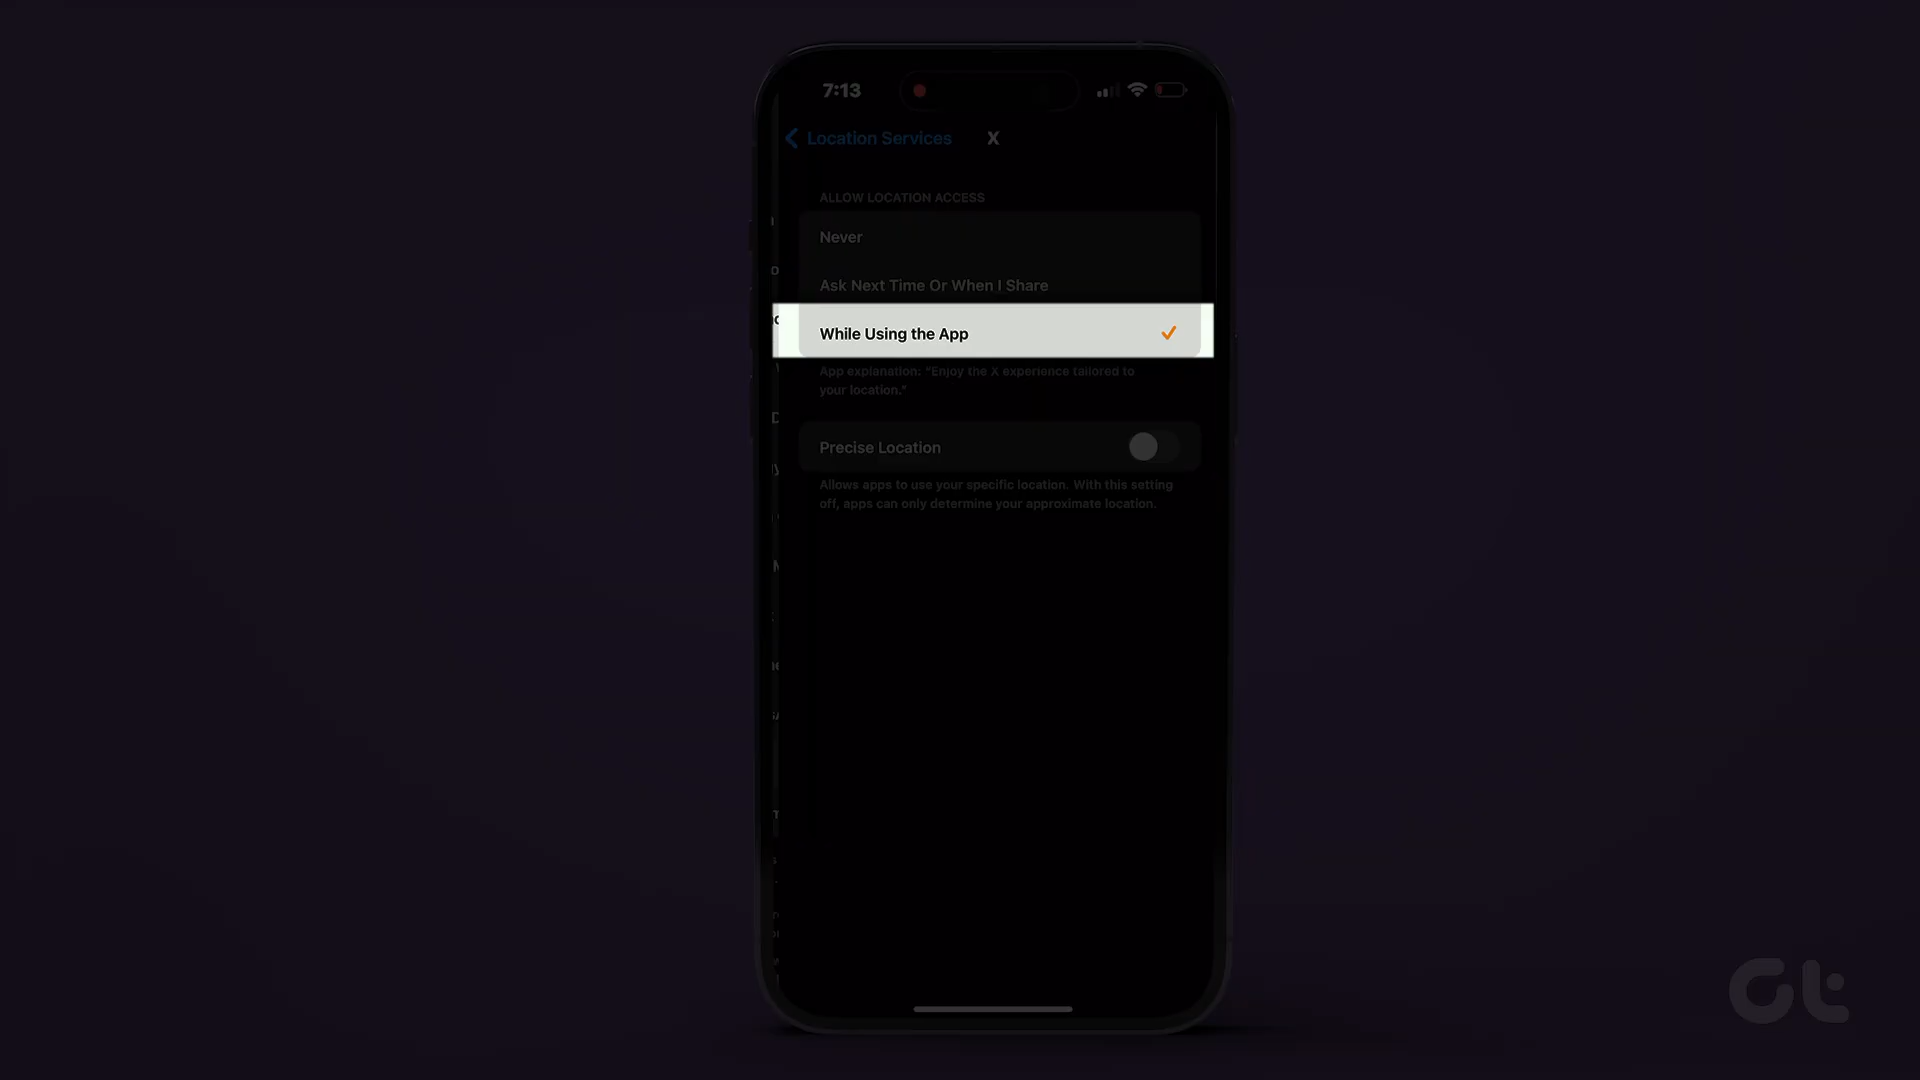 7:13
Location Services
X
ALLOW LOCATION ACCESS
Never
Ask Next Time Or When I Share
While Using the App
App explanation: “Enjoy the X experience tailored to
your location.”
Precise Location
Allows apps to use your specific location. With this setting
off, apps can only determine your approximate location.
Gt